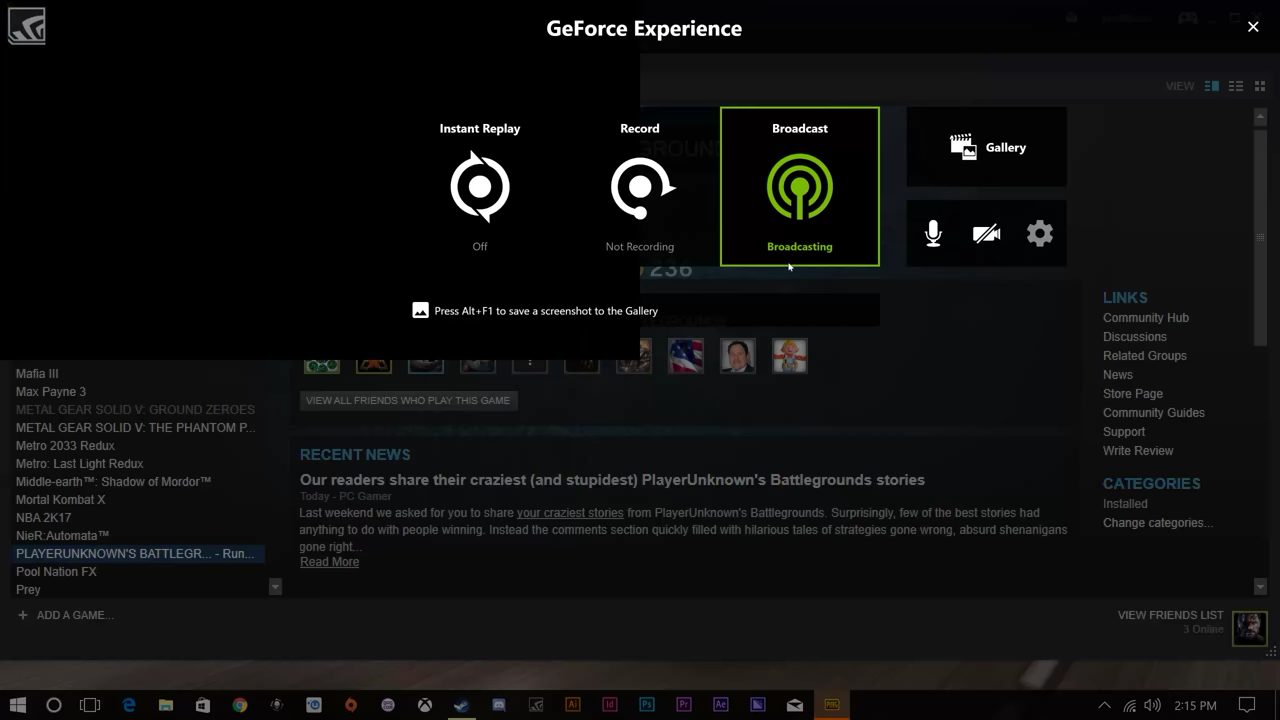 GeForce Experience
VIEW
Instant Replay
Record
Broadcast
Gallery
Off
Not Recording
Broadcasting
236
Press Alt+F1 to save a screenshot to the Gallery
LINKS
Community Hub
Discussions
Related Groups
News
Store Page
Community Guides
Support
Write Review
CATEGORIES
Installed
Change categories...
Mafia III
Max Payne 3
METAL GEAR SOLID V: GROUND ZEROES
METAL GEAR SOLID V: THE PHANTOM P...
Metro 2033 Redux
Metro: Last Light Redux
Middle-earth™: Shadow of Mordor™
Mortal Kombat X
NBA 2K17
NieR:Automata™
PLAYERUNKNOWN'S BATTLEGR... - Run...
Pool Nation FX
Prey
VIEW ALL FRIENDS WHO PLAY THIS GAME
RECENT NEWS
Our readers share their craziest (and stupidest) PlayerUnknown's Battlegrounds stories
Today - PC Gamer
Last weekend we asked for you to share your craziest stories from PlayerUnknown's Battlegrounds. Surprisingly, few of the best stories had
anything to do with people winning. Instead the comments section quickly filled with hilarious tales of strategies gone wrong, absurd shenanigans
gone right...
Read More
+ ADD A GAME...
VIEW FRIENDS LIST
3 Online
Ai
Id
Ps
Pr
Ae
2:15 PM